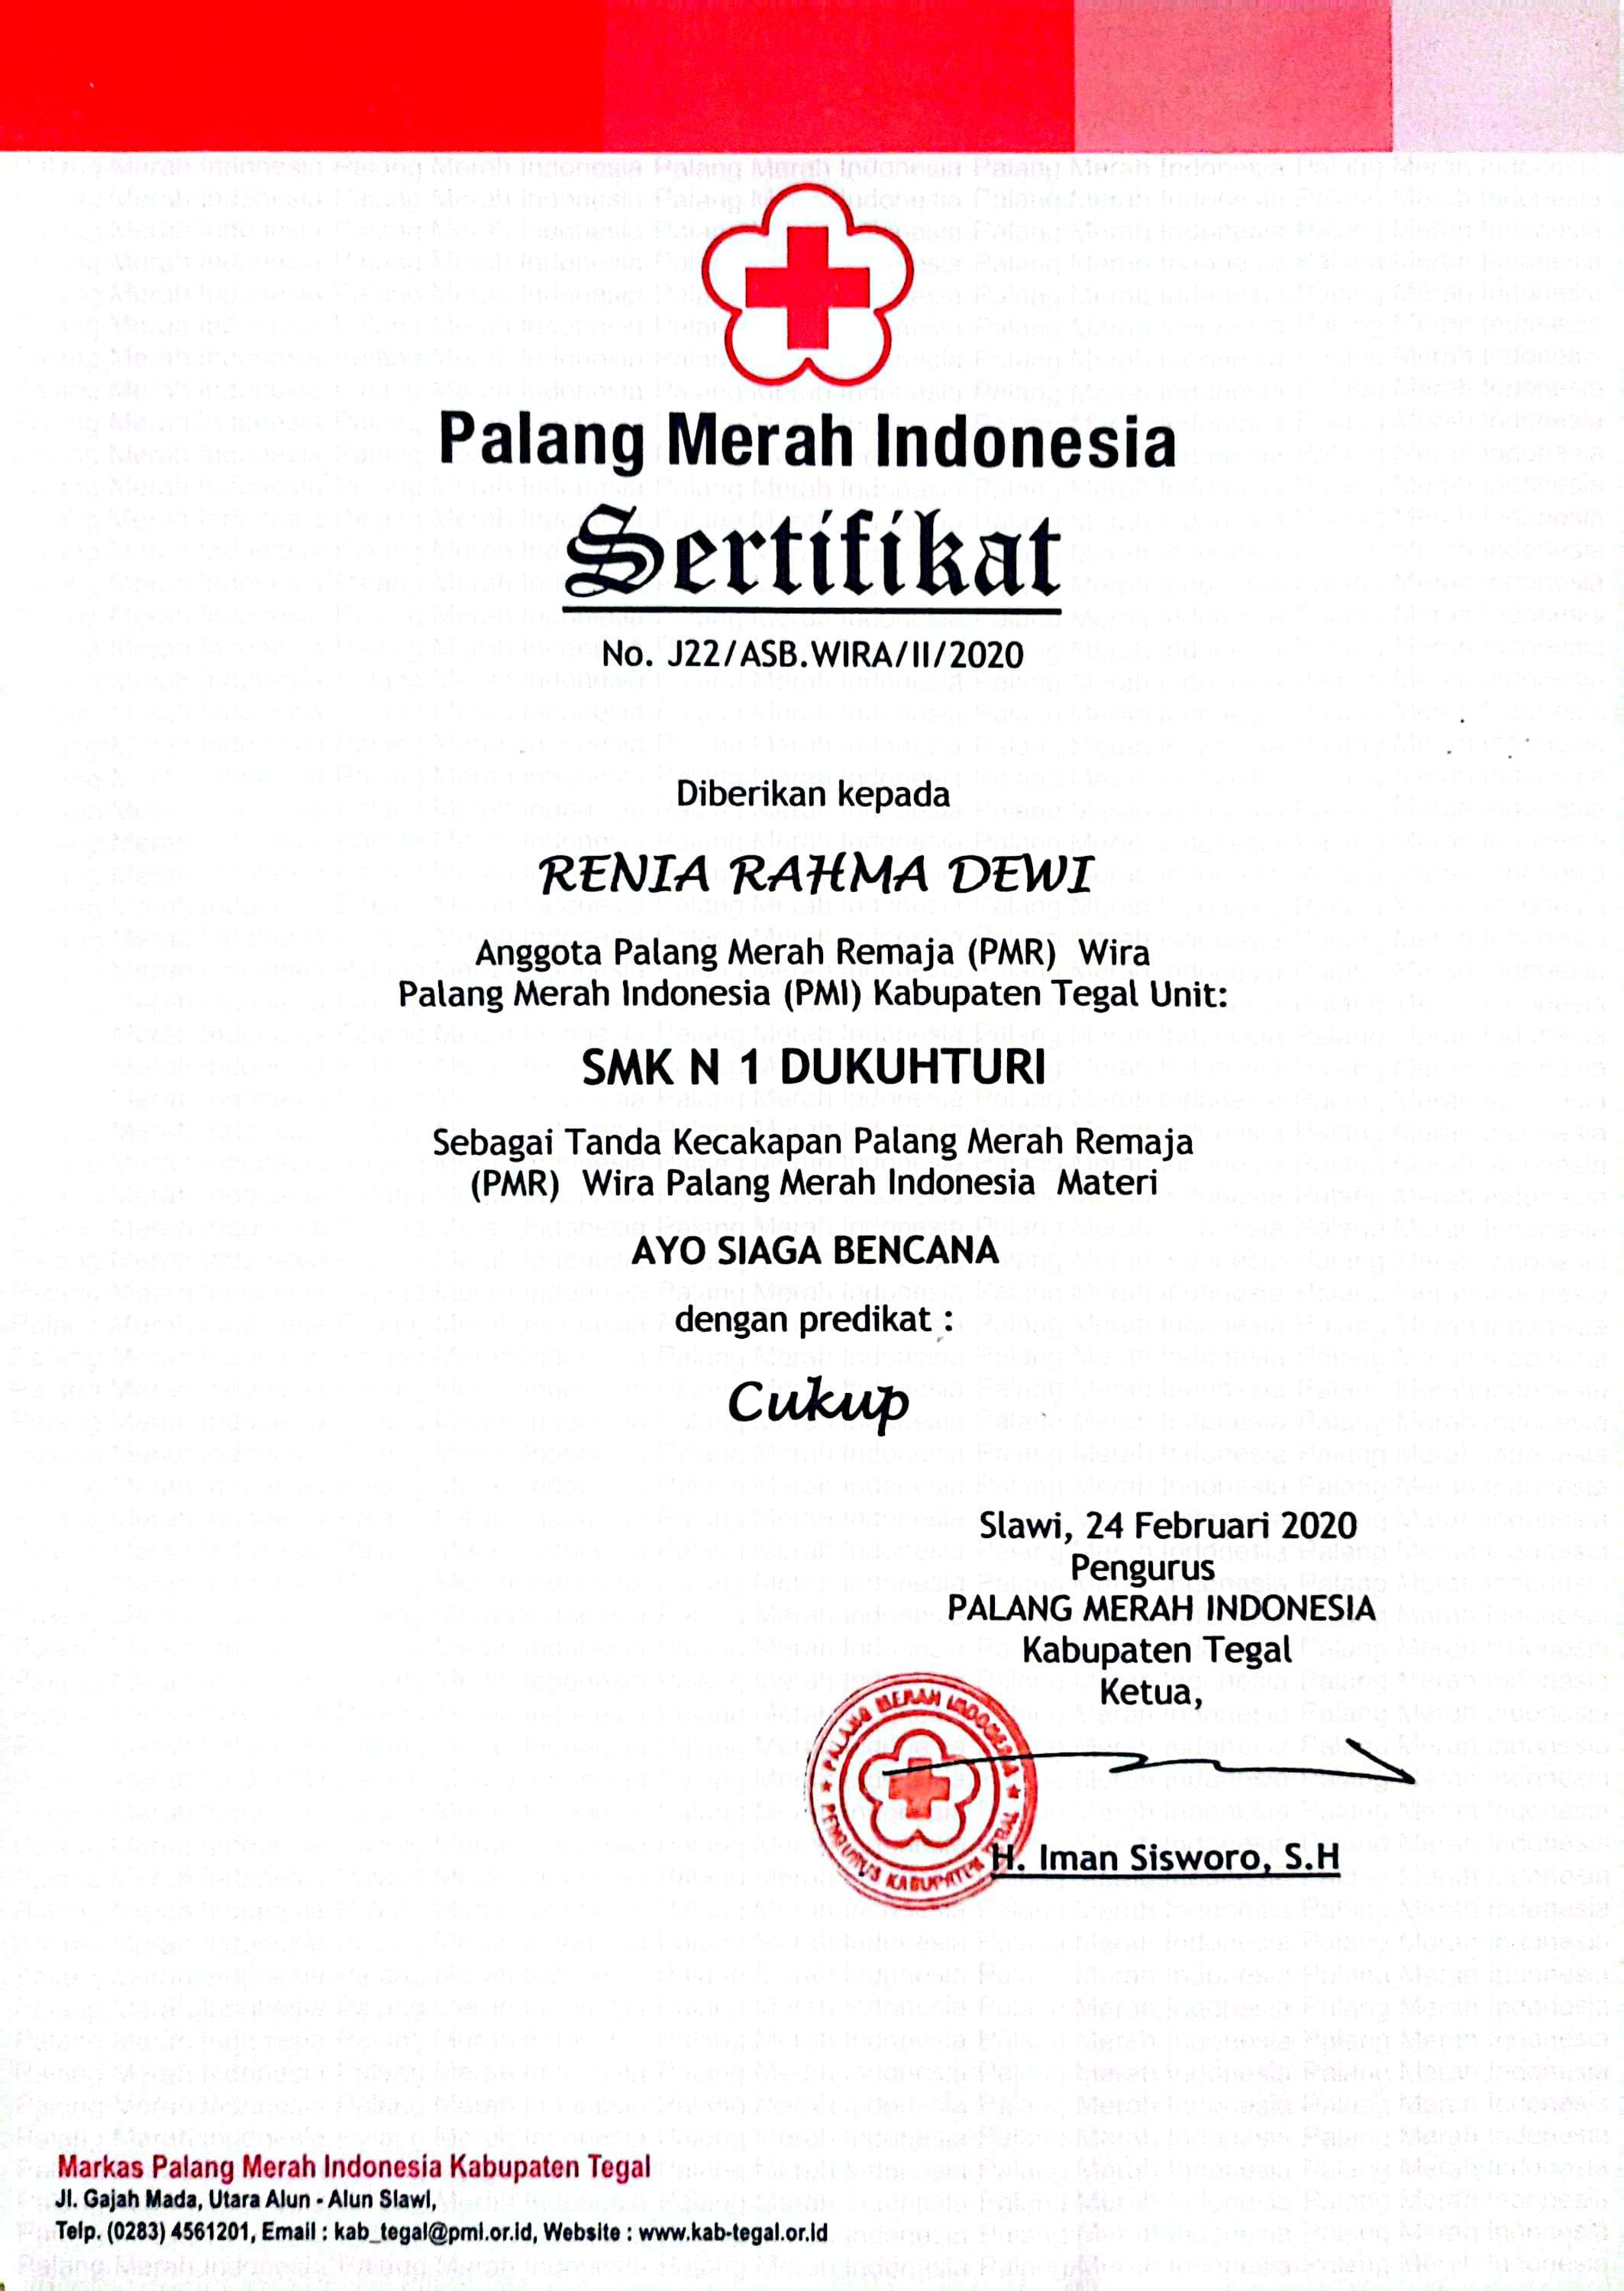 Palang Merah Indonesia
Sertifikat
No. J22/ASB.WIRA/II/2020
Diberikan kepada
RENIA RAHMA DEWI
Anggota Palang Merah Remaja (PMR) Wira
Palang Merah Indonesia (PMI) Kabupaten Tegal Unit:
SMK N 1 DUKUHTURI
Sebagai Tanda Kecakapan Palang Merah Remaja
(PMR) Wira Palang Merah Indonesia Materi
AYO SIAGA BENCANA
dengan predikat :
Cukup
Slawi, 24 Februari 2020
Pengurus
PALANG MERAH INDONESIA
Kabupaten Tegal
Ketua,
PALANG MERAH INDONESIA
PENGURUS KABUPATEN TEGAL
H. Iman Sisworo, S.H
Markas Palang Merah Indonesia Kabupaten Tegal
Jl. Gajah Mada, Utara Alun - Alun Slawi,
Telp. (0283) 4561201, Email : kab_tegal@pmi.or.id, Website : www.kab-tegal.or.id